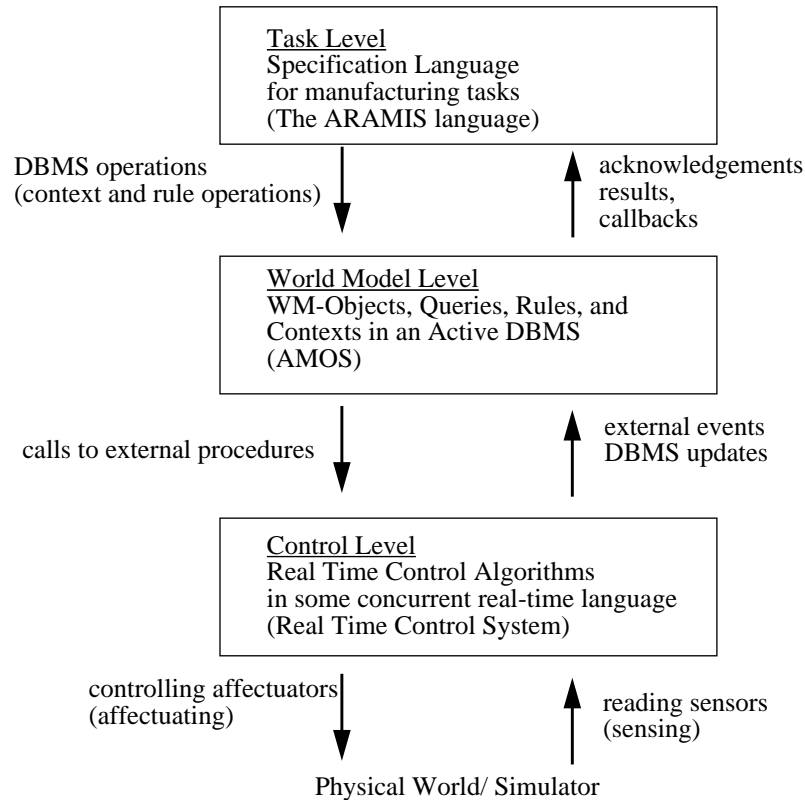 Task Level
Specification Language
for manufacturing tasks
(The ARAMIS language)
DBMS operations
(context and rule operations)
acknowledgements
results,
callbacks
World Model Level
WM-Objects, Queries, Rules, and
Contexts in an Active DBMS
(AMOS)
calls to external procedures
external events
DBMS updates
Control Level
Real Time Control Algorithms
in some concurrent real-time language
(Real Time Control System)
controlling affectuators
(affectuating)
reading sensors
(sensing)
Physical World/ Simulator